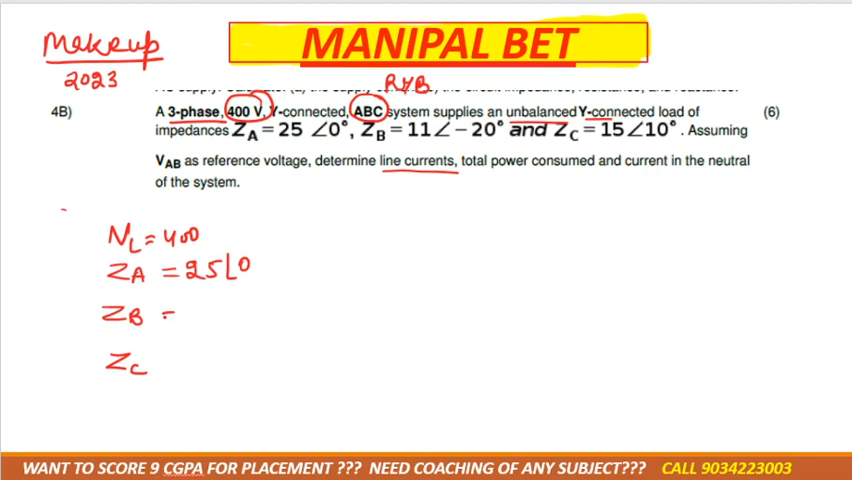 Makeup
2023
MANIPAL BET
RYB
4B) A 3-phase, 400 V, Y-connected, ABC system supplies an unbalanced Y-connected load of (6)
impedances Z_A = 25 ∠0°, Z_B = 11∠−20° and Z_C = 15∠10° . Assuming
V_AB as reference voltage, determine line currents, total power consumed and current in the neutral
of the system.
V_L = 400
Z_A = 25∠0
Z_B =
Z_C
WANT TO SCORE 9 CGPA FOR PLACEMENT ??? NEED COACHING OF ANY SUBJECT??? CALL 9034223003